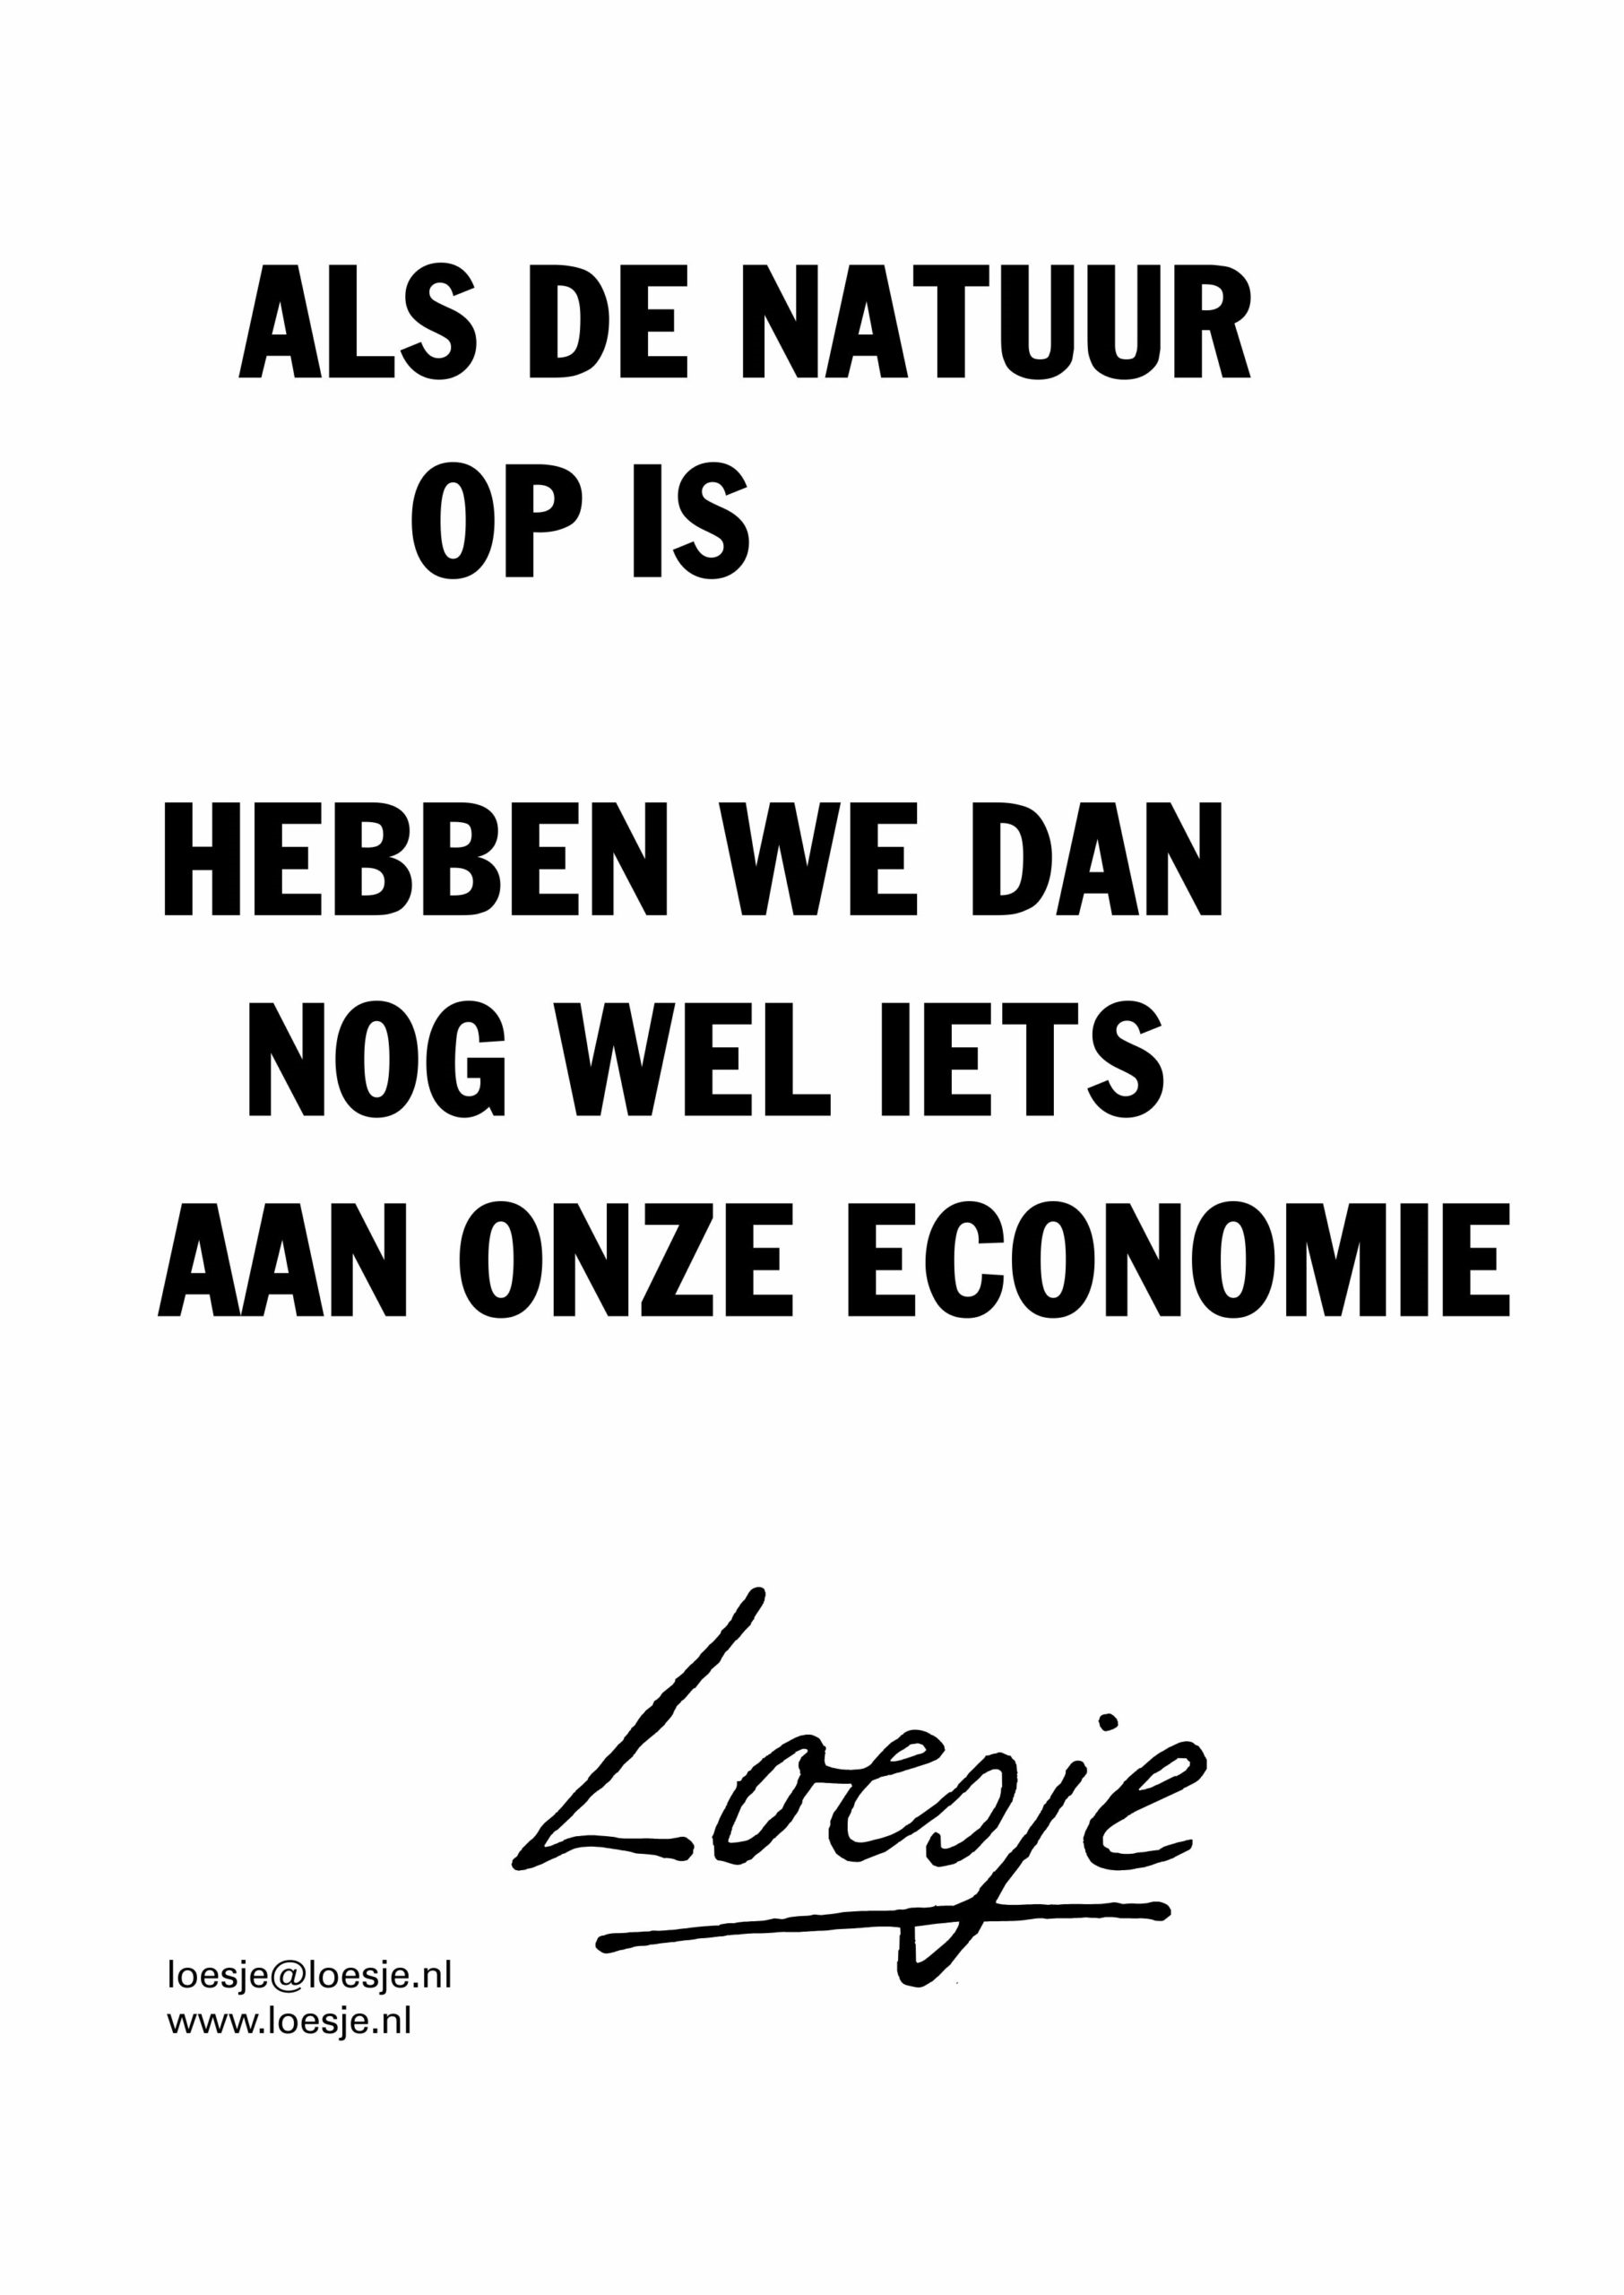 ALS DE NATUUR
OP IS
HEBBEN WE DAN
NOG WEL IETS
AAN ONZE ECONOMIE
Loesje
loesje@loesje.nl
www.loesje.nl